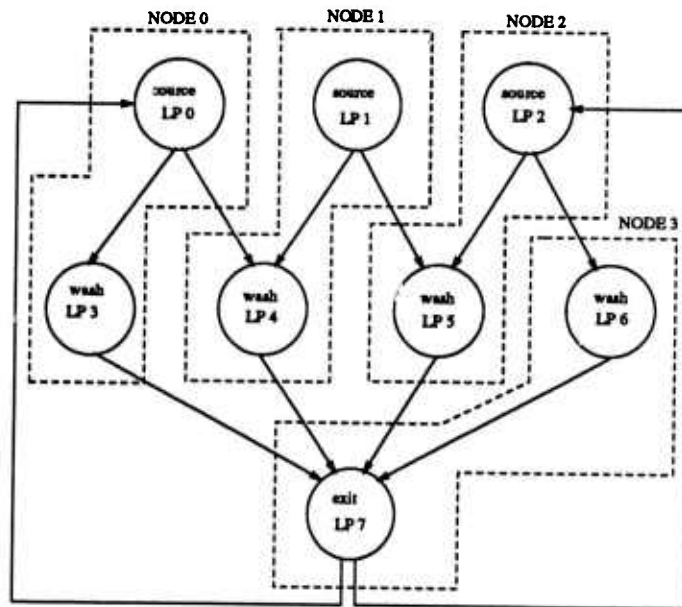 NODE 0
NODE 1
NODE 2
source
LP 0
source
LP 1
source
LP 2
NODE 3
wash
LP 3
wash
LP 4
wash
LP 5
wash
LP 6
exit
LP 7